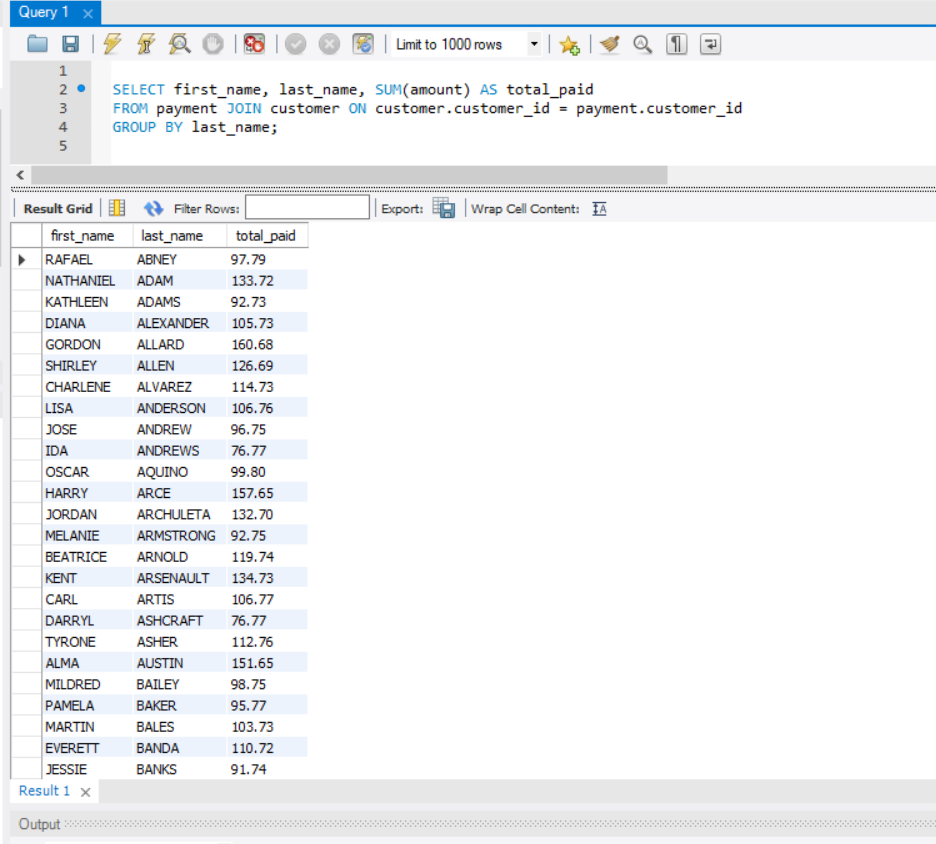 Query 1
Limit to 1000 rows
1
2 SELECT first_name, last_name, SUM(amount) AS total_paid
3 FROM payment JOIN customer ON customer.customer_id = payment.customer_id
4 GROUP BY last_name;
5
Result Grid Filter Rows: Export: Wrap Cell Content: IA
first_name last_name total_paid
RAFAEL ABNEY 97.79
NATHANIEL ADAM 133.72
KATHLEEN ADAMS 92.73
DIANA ALEXANDER 105.73
GORDON ALLARD 160.68
SHIRLEY ALLEN 126.69
CHARLENE ALVAREZ 114.73
LISA ANDERSON 106.76
JOSE ANDREW 96.75
IDA ANDREWS 76.77
OSCAR AQUINO 99.80
HARRY ARCE 157.65
JORDAN ARCHULETA 132.70
MELANIE ARMSTRONG 92.75
BEATRICE ARNOLD 119.74
KENT ARSENAULT 134.73
CARL ARTIS 106.77
DARRYL ASHCRAFT 76.77
TYRONE ASHER 112.76
ALMA AUSTIN 151.65
MILDRED BAILEY 98.75
PAMELA BAKER 95.77
MARTIN BALES 103.73
EVERETT BANDA 110.72
JESSIE BANKS 91.74
Result 1
Output